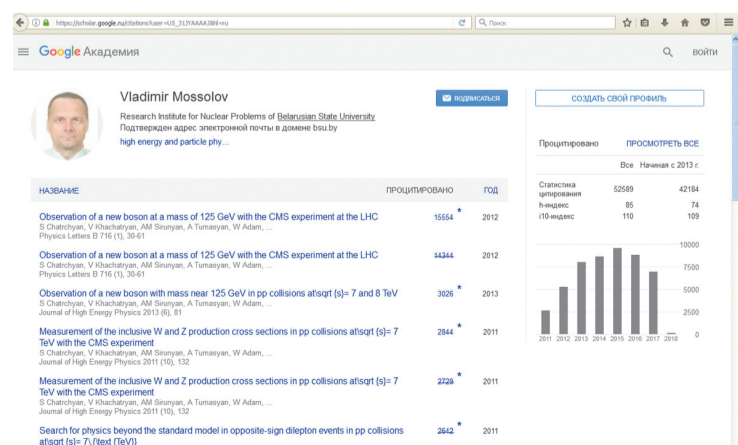 https://scholar.google.ru/citations?user=US_31JYAAAAJ&hl=ru
Поиск
Google Академия
ВОЙТИ
Vladimir Mossolov
ПОДПИСАТЬСЯ
Research Institute for Nuclear Problems of Belarusian State University
Подтвержден адрес электронной почты в домене bsu.by
high energy and particle phy…
НАЗВАНИЕ ПРОЦИТИРОВАНО ГОД
Observation of a new boson at a mass of 125 GeV with the CMS experiment at the LHC 15554 * 2012
S Chatrchyan, V Khachatryan, AM Sirunyan, A Tumasyan, W Adam, ...
Physics Letters B 716 (1), 30-61
Observation of a new boson at a mass of 125 GeV with the CMS experiment at the LHC 14344 2012
S Chatrchyan, V Khachatryan, AM Sirunyan, A Tumasyan, W Adam, ...
Physics Letters B 716 (1), 30-61
Observation of a new boson with mass near 125 GeV in pp collisions at\sqrt {s}= 7 and 8 TeV 3026 * 2013
S Chatrchyan, V Khachatryan, AM Sirunyan, A Tumasyan, W Adam, ...
Journal of High Energy Physics 2013 (6), 81
Measurement of the inclusive W and Z production cross sections in pp collisions at\sqrt {s}= 7 2844 * 2011
TeV with the CMS experiment
S Chatrchyan, V Khachatryan, AM Sirunyan, A Tumasyan, W Adam, ...
Journal of High Energy Physics 2011 (10), 132
Measurement of the inclusive W and Z production cross sections in pp collisions at\sqrt {s}= 7 2729 * 2011
TeV with the CMS experiment
S Chatrchyan, V Khachatryan, AM Sirunyan, A Tumasyan, W Adam, ...
Journal of High Energy Physics 2011 (10), 132
Search for physics beyond the standard model in opposite-sign dilepton events in pp collisions 2642 * 2011
at\sqrt {s}= 7\{\text {TeV}}
СОЗДАТЬ СВОЙ ПРОФИЛЬ
Процитировано ПРОСМОТРЕТЬ ВСЕ
Все Начиная с 2013 г.
Статистика
цитирования 52589 42184
h-индекс 85 74
i10-индекс 110 109
10000
7500
5000
2500
0
2011 2012 2013 2014 2015 2016 2017 2018